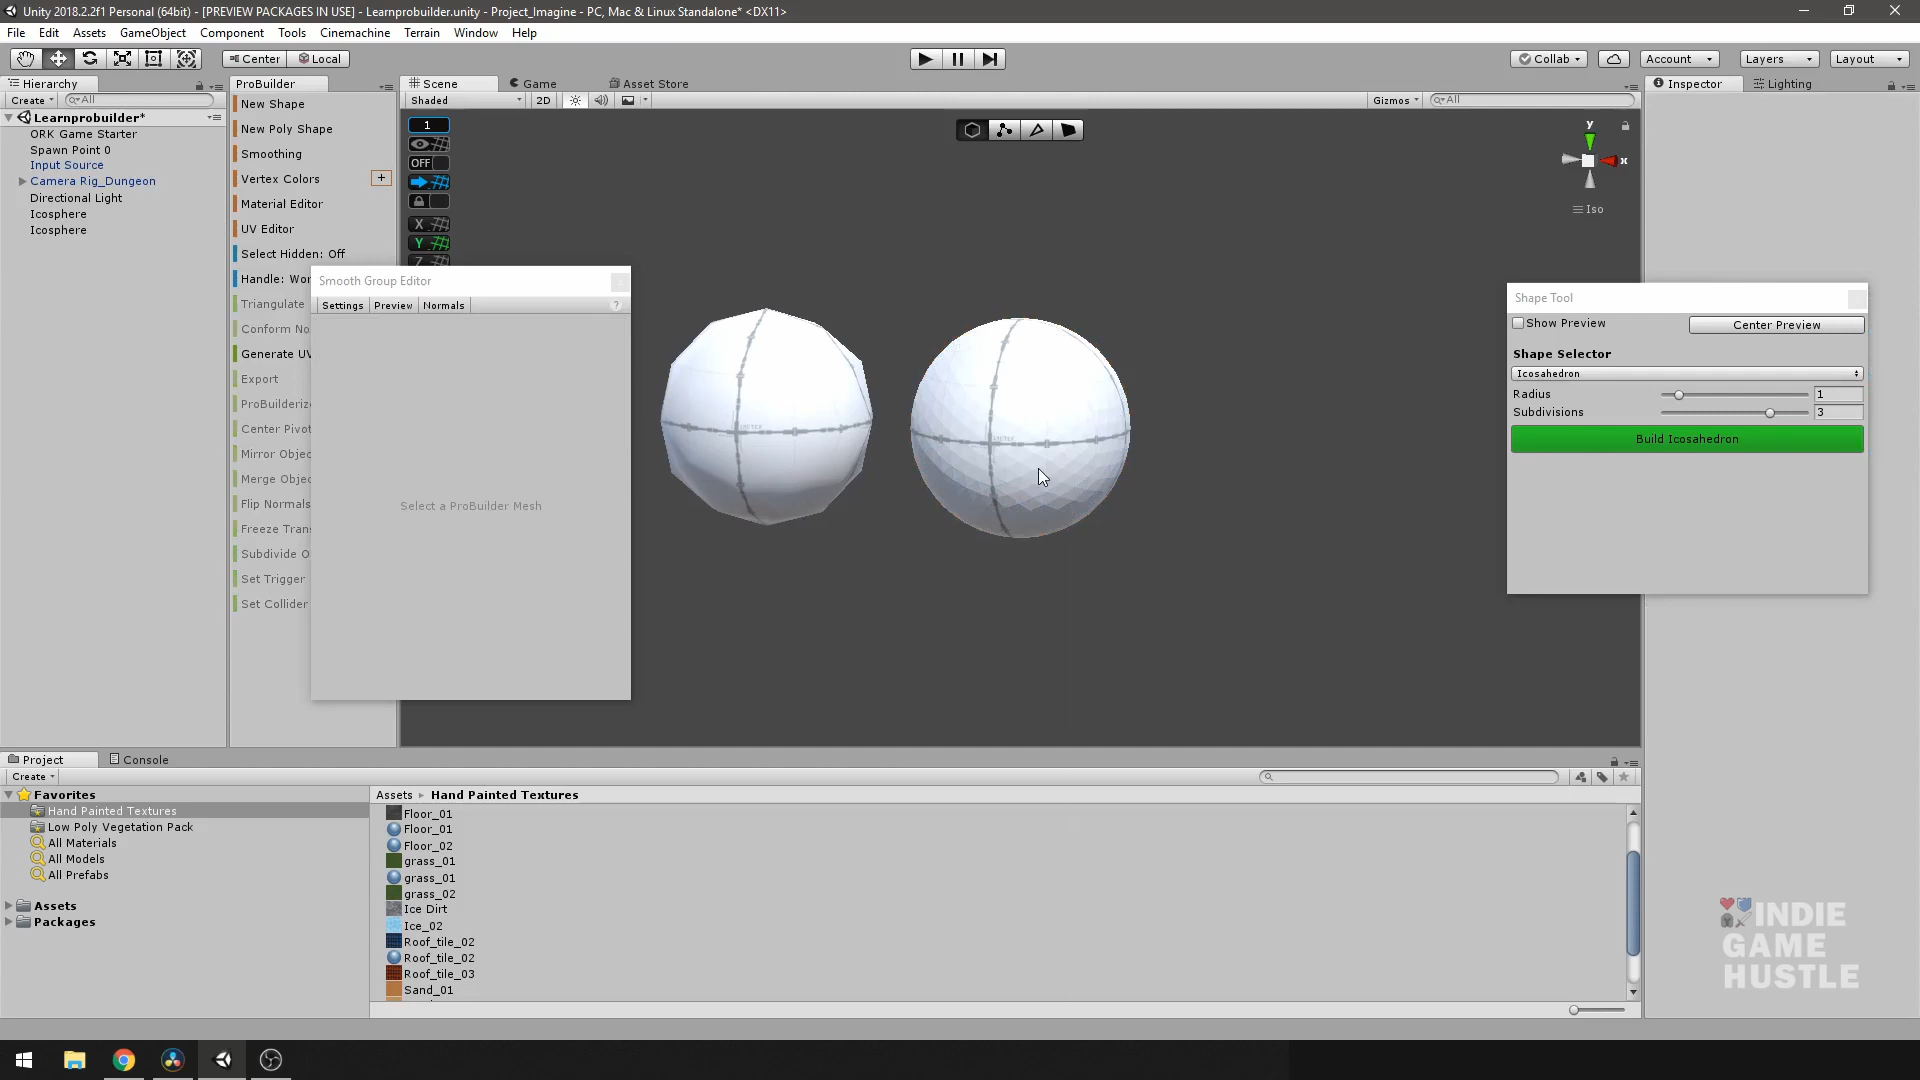 Unity 2018.2.2f1 Personal (64bit) - [PREVIEW PACKAGES IN USE] - Learnprobuilder.unity - Project_Imagine - PC, Mac & Linux Standalone* <DX11>
File Edit Assets GameObject Component Tools Cinemachine Terrain Window Help
Center Local
Collab Account Layers Layout
Hierarchy
Create All
Learnprobuilder*
ORK Game Starter
Spawn Point 0
Input Source
Camera Rig_Dungeon
Directional Light
Icosphere
Icosphere
ProBuilder
New Shape
New Poly Shape
Smoothing
Vertex Colors +
Material Editor
UV Editor
Select Hidden: Off
Handle: Wor
Triangulate
Conform No
Generate UV
Export
ProBuilderize
Center Pivot
Mirror Objec
Merge Objec
Flip Normals
Freeze Tran
Subdivide O
Set Trigger
Set Collider
Scene Game Asset Store
Shaded 2D Gizmos All
1
OFF
X
Y
Z
y
x
Iso
Smooth Group Editor
Settings Preview Normals ?
Select a ProBuilder Mesh
Inspector Lighting
Shape Tool
Show Preview Center Preview
Shape Selector
Icosahedron
Radius 1
Subdivisions 3
Build Icosahedron
Project Console
Create
Favorites
Hand Painted Textures
Low Poly Vegetation Pack
All Materials
All Models
All Prefabs
Assets
Packages
Assets ▸ Hand Painted Textures
Floor_01
Floor_01
Floor_02
grass_01
grass_01
grass_02
Ice Dirt
Ice_02
Roof_tile_02
Roof_tile_02
Roof_tile_03
Sand_01
INDIE
GAME
HUSTLE